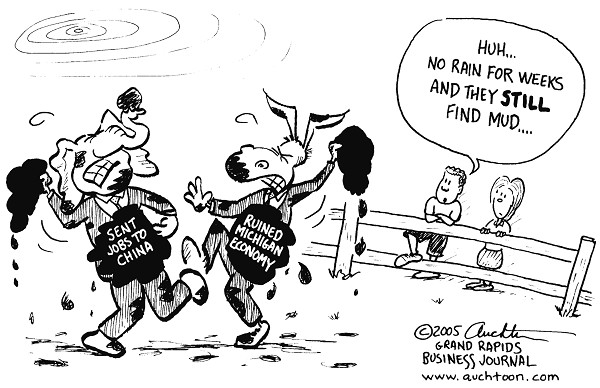 HUH...
NO RAIN FOR WEEKS
AND THEY STILL
FIND MUD....
SENT
JOBS TO
CHINA
RUINED
MICHIGAN
ECONOMY
©2005 Auchter
GRAND RAPIDS
BUSINESS JOURNAL
www.auchtoon.com